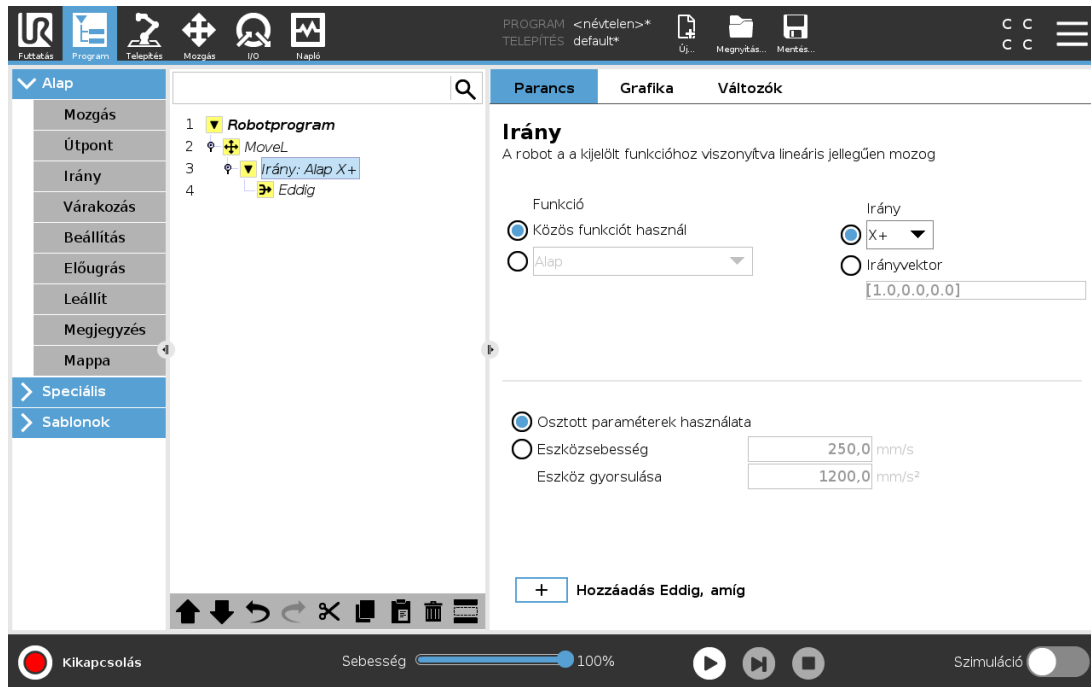 PROGRAM <névtelen>*
TELEPÍTÉS default*
UR
Futtatás
Program
Telepítés
Mozgás
I/O
Napló
Új...
Megnyitás...
Mentés...
C C
C C
Alap
Mozgás
Útpont
Irány
Várakozás
Beállítás
Előugrás
Leállít
Megjegyzés
Mappa
Speciális
Sablonok
1 Robotprogram
2 MoveL
3 Irány: Alap X+
4 Eddig
Parancs
Grafika
Változók
Irány
A robot a a kijelölt funkcióhoz viszonyítva lineáris jellegűen mozog
Funkció
Közös funkciót használ
Alap
Irány
X+
Irányvektor
[1.0,0.0,0.0]
Osztott paraméterek használata
Eszközsebesség 250,0 mm/s
Eszköz gyorsulása 1200,0 mm/s²
+ Hozzáadás Eddig, amíg
Kikapcsolás
Sebesség 100%
Szimuláció